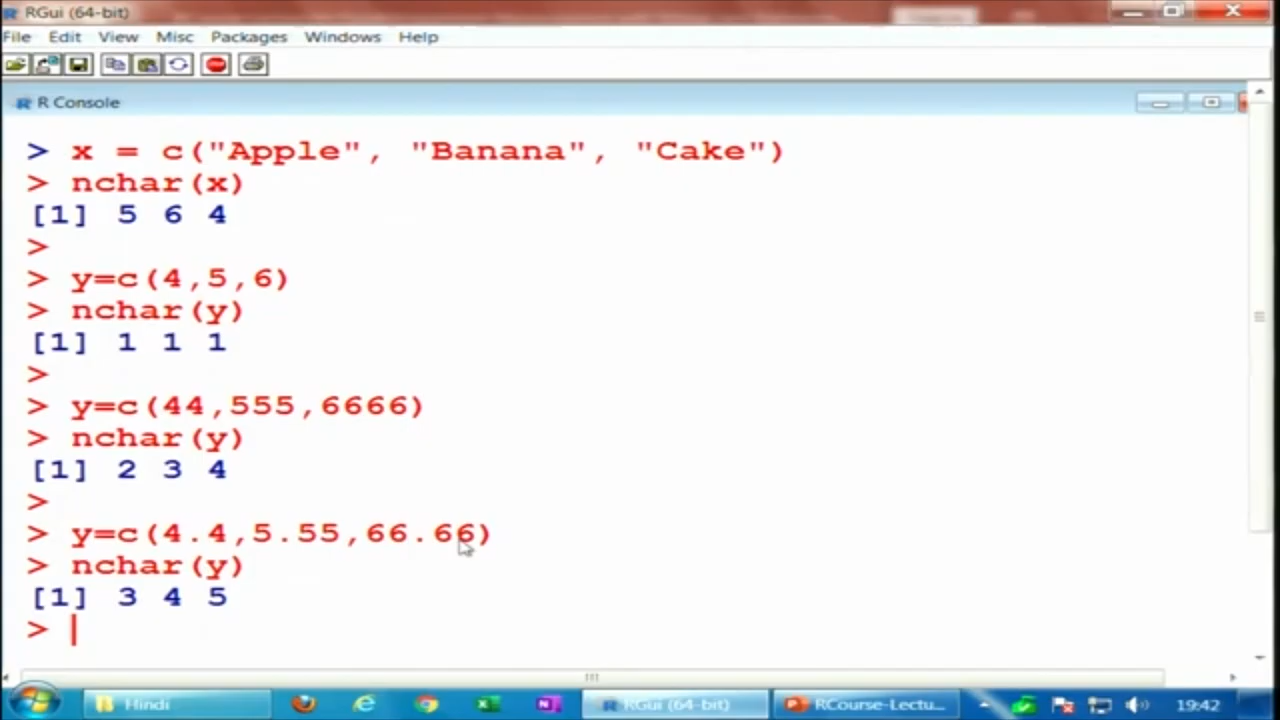 RGui (64-bit)
File Edit View Misc Packages Windows Help
STOP
R Console
> x = c("Apple", "Banana", "Cake")
> nchar(x)
[1] 5 6 4
>
> y=c(4,5,6)
> nchar(y)
[1] 1 1 1
>
> y=c(44,555,6666)
> nchar(y)
[1] 2 3 4
>
> y=c(4.4,5.55,66.66)
> nchar(y)
[1] 3 4 5
>
Hindi RGui (64-bit) RCourse-Lectu... 19:42